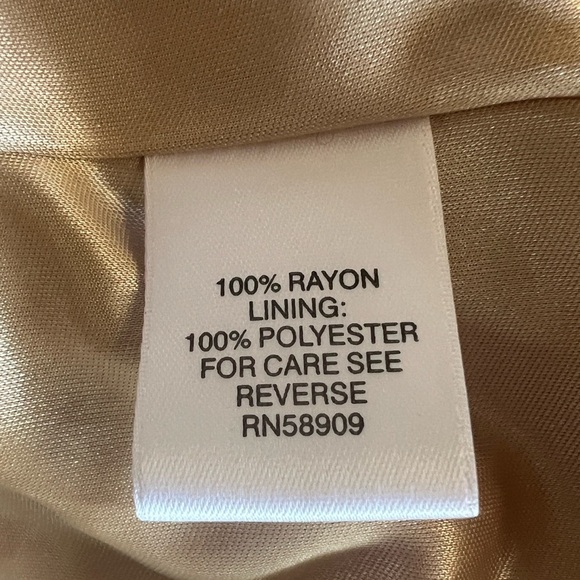 100% RAYON
LINING:
100% POLYESTER
FOR CARE SEE
REVERSE
RN58909